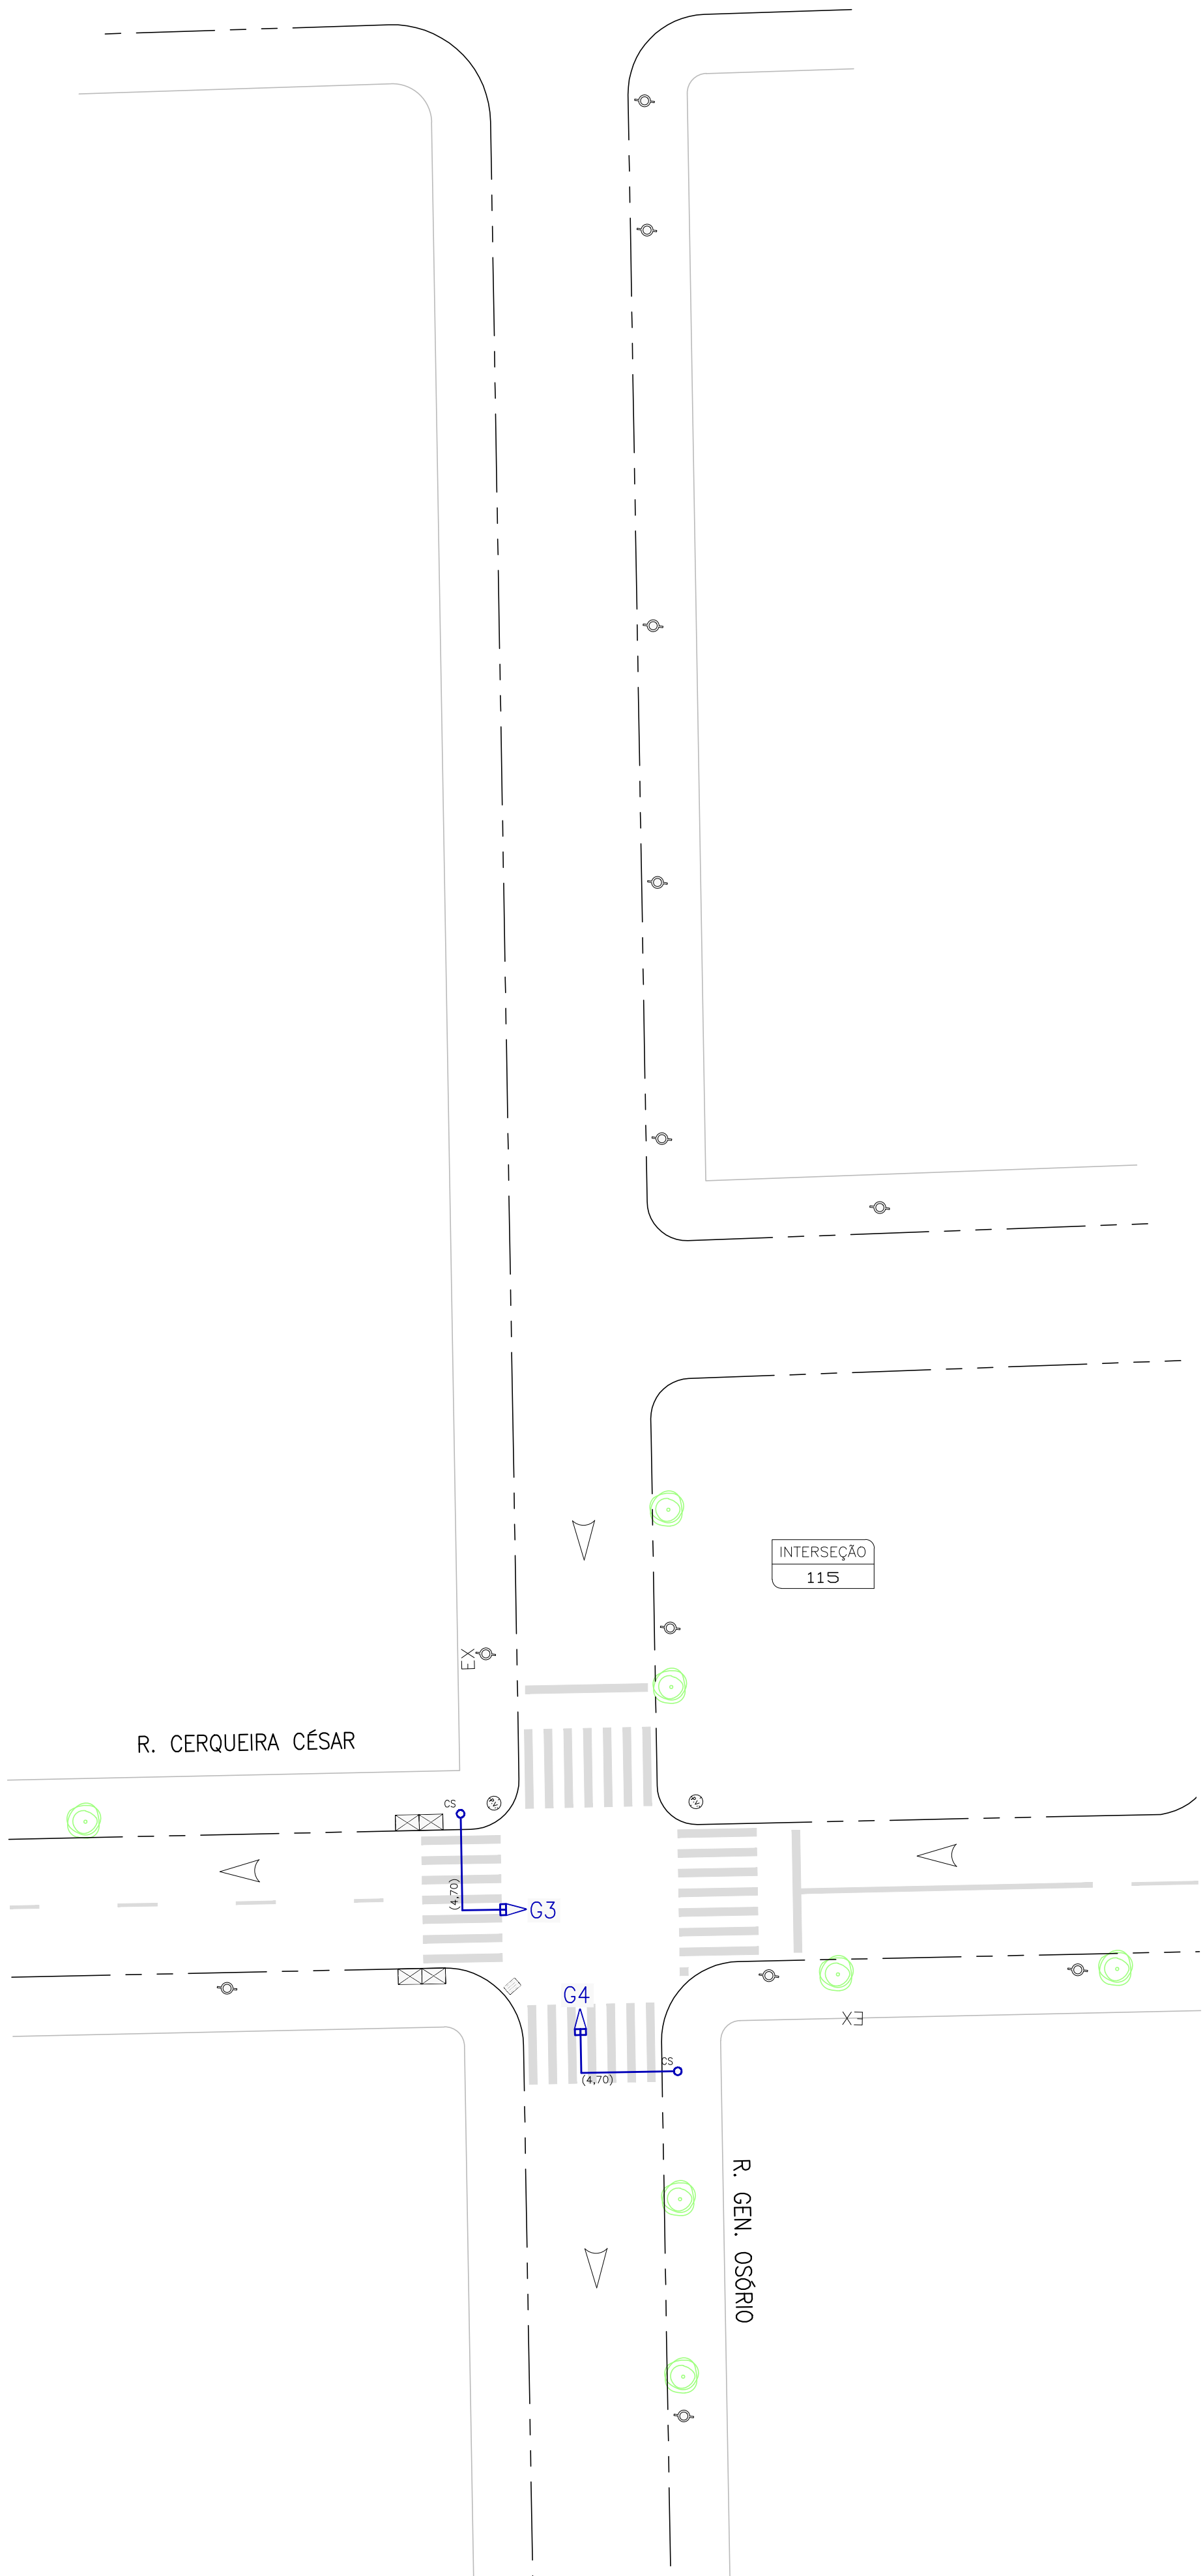 INTERSEÇÃO
115
EX
R. CERQUEIRA CÉSAR
CS
P.V.
P.V.
(4,70)
G3
G4
EX
CS
(4,70)
R. GEN. OSÓRIO